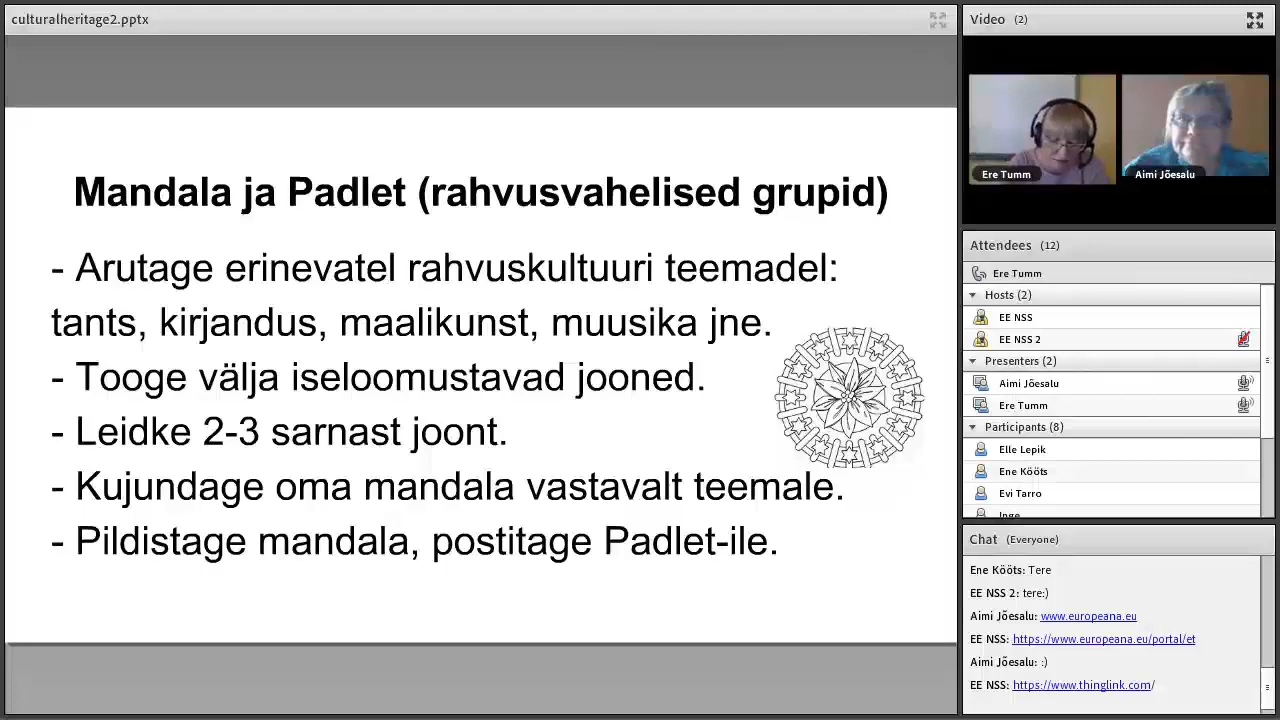 culturalheritage2.pptx
Mandala ja Padlet (rahvusvahelised grupid)
- Arutage erinevatel rahvuskultuuri teemadel:
tants, kirjandus, maalikunst, muusika jne.
- Tooge välja iseloomustavad jooned.
- Leidke 2-3 sarnast joont.
- Kujundage oma mandala vastavalt teemale.
- Pildistage mandala, postitage Padlet-ile.
Video (2)
Ere Tumm
Aimi Jõesalu
Attendees (12)
Ere Tumm
Hosts (2)
EE NSS
EE NSS 2
Presenters (2)
Aimi Jõesalu
Ere Tumm
Participants (8)
Elle Lepik
Ene Kööts
Evi Tarro
Inge
Chat (Everyone)
Ene Kööts: Tere
EE NSS 2: tere:)
Aimi Jõesalu: www.europeana.eu
EE NSS: https://www.europeana.eu/portal/et
Aimi Jõesalu: :)
EE NSS: https://www.thinglink.com/